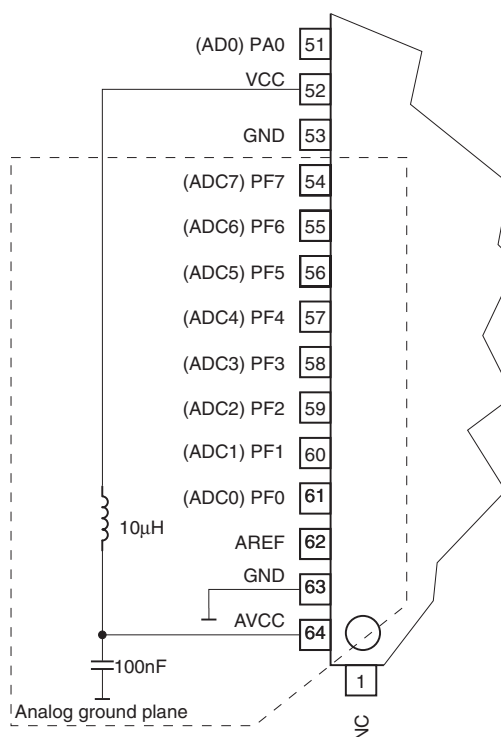 (AD0) PA0 51
VCC 52
GND 53
(ADC7) PF7 54
(ADC6) PF6 55
(ADC5) PF5 56
(ADC4) PF4 57
(ADC3) PF3 58
(ADC2) PF2 59
(ADC1) PF1 60
(ADC0) PF0 61
10μH
AREF 62
GND 63
AVCC 64
100nF
1
Analog ground plane
NC